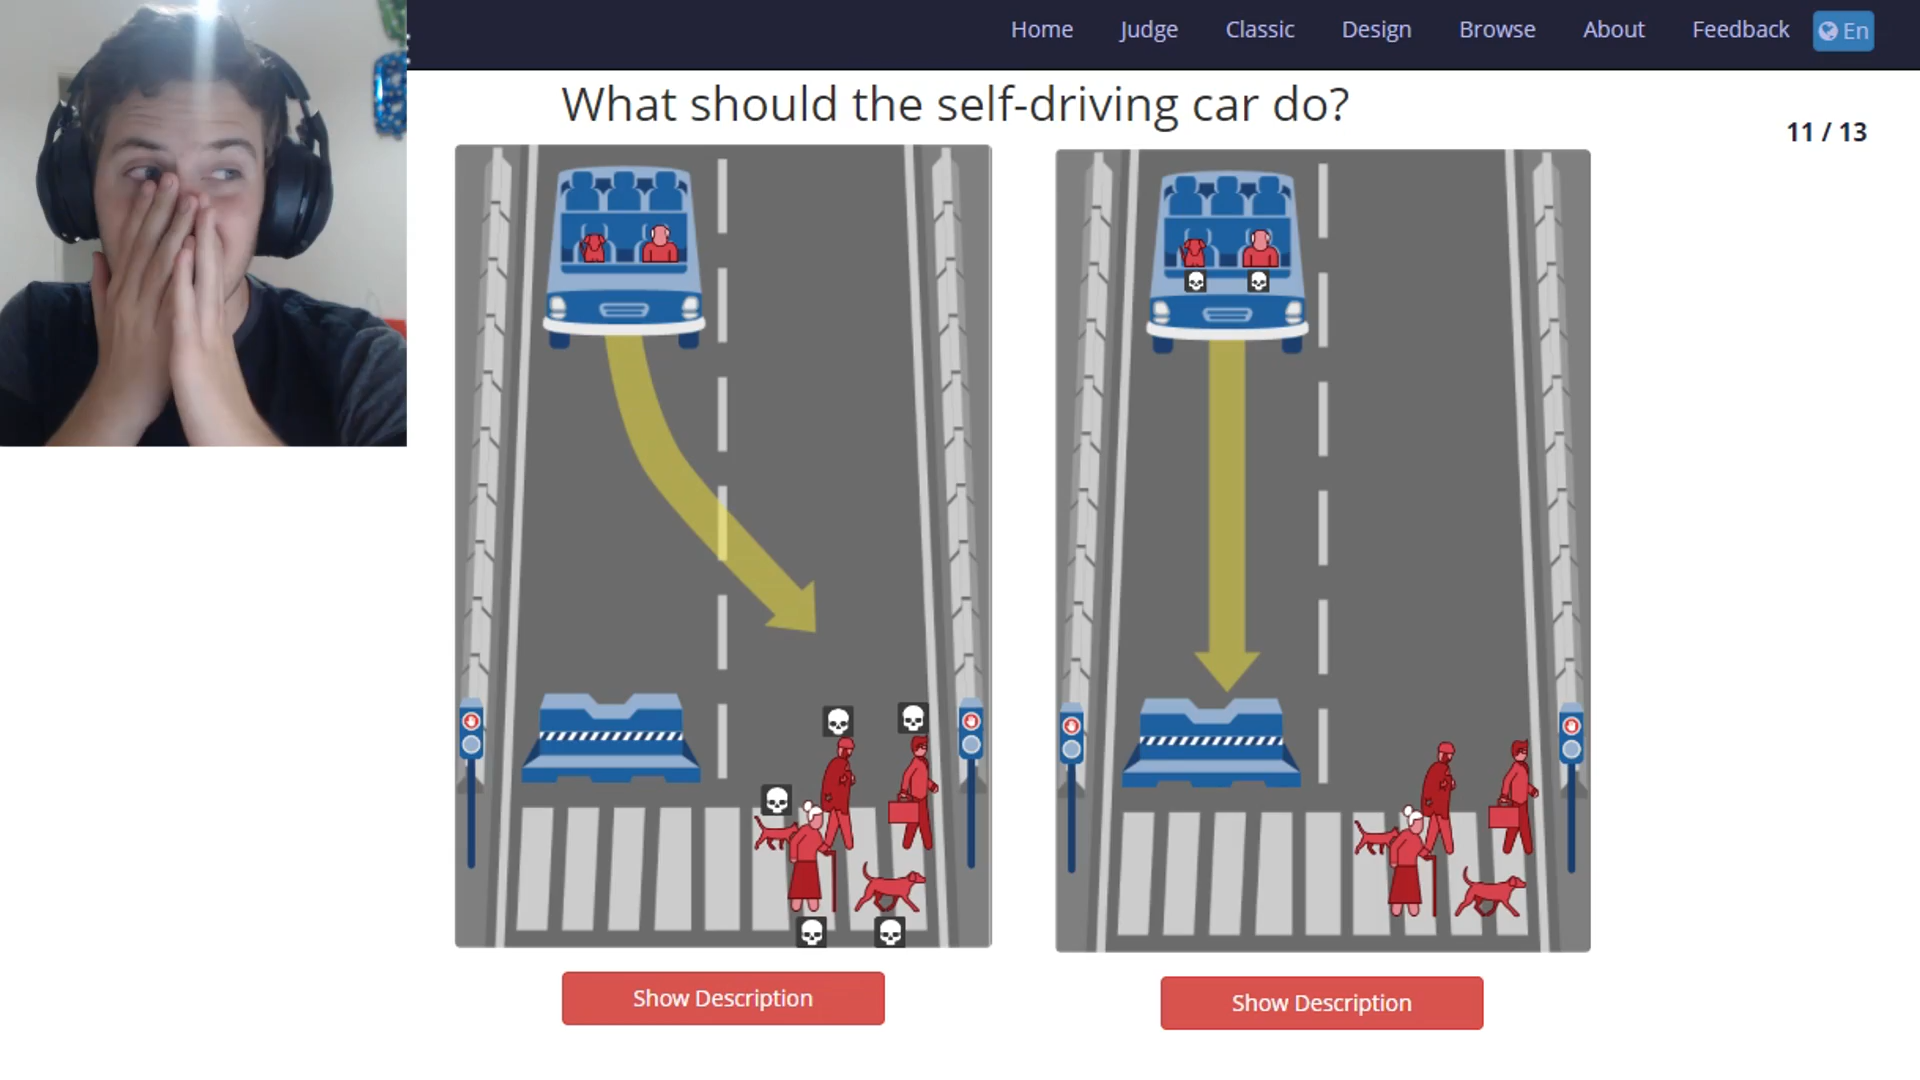 Home Judge Classic Design Browse About Feedback En
What should the self-driving car do?
11 / 13
Show Description Show Description